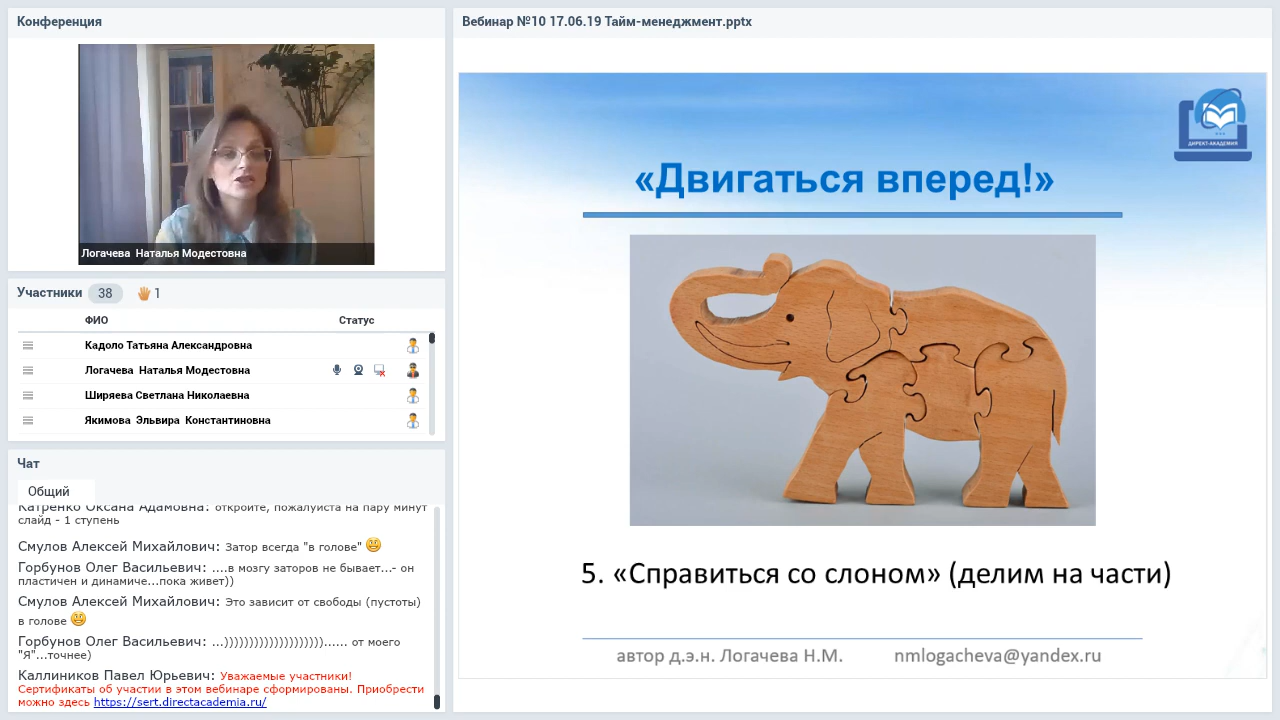 Конференция
Логачева  Наталья Модестовна
Участники 38 1
ФИО Статус
Кадоло Татьяна Александровна
Логачева  Наталья Модестовна
Ширяева Светлана Николаевна
Якимова  Эльвира  Константиновна
Чат
Общий
Катренко Оксана Адамовна: откройте, пожалуйста на пару минут
слайд - 1 ступень
Смулов Алексей Михайлович: Затор всегда "в голове"
Горбунов Олег Васильевич: ....в мозгу заторов не бывает...- он
пластичен и динамиче...пока живет))
Смулов Алексей Михайлович: Это зависит от свободы (пустоты)
в голове
Горбунов Олег Васильевич: ...))))))))))))))))))))...... от моего
"Я"...точнее)
Каллиников Павел Юрьевич: Уважаемые участники!
Сертификаты об участии в этом вебинаре сформированы. Приобрести
можно здесь https://sert.directacademia.ru/
Вебинар №10 17.06.19 Тайм-менеджмент.pptx
ДИРЕКТ-АКАДЕМИЯ
«Двигаться вперед!»
5. «Справиться со слоном» (делим на части)
автор д.э.н. Логачева Н.М. nmlogacheva@yandex.ru